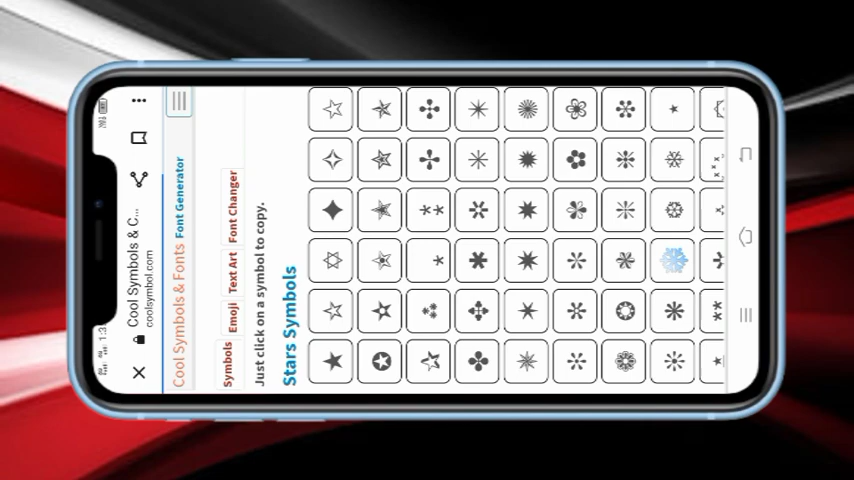 Cool Symbols & C...
coolsymbol.com
Cool Symbols & Fonts Font Generator
Symbols Emoji Text Art Font Changer
Just click on a symbol to copy.
Stars Symbols